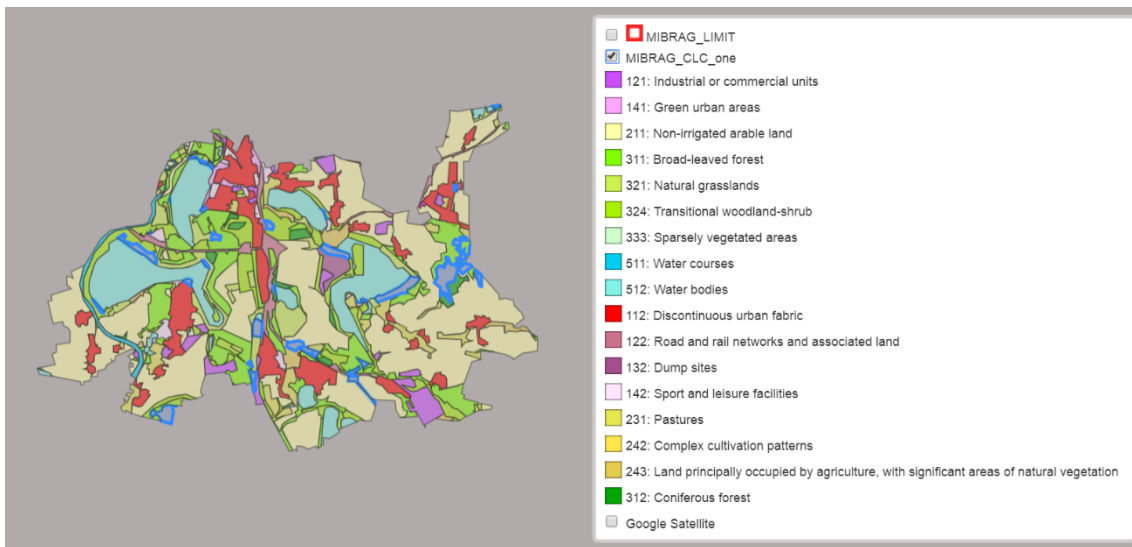 MIBRAG_LIMIT
MIBRAG_CLC_one
121: Industrial or commercial units
141: Green urban areas
211: Non-irrigated arable land
311: Broad-leaved forest
321: Natural grasslands
324: Transitional woodland-shrub
333: Sparsely vegetated areas
511: Water courses
512: Water bodies
112: Discontinuous urban fabric
122: Road and rail networks and associated land
132: Dump sites
142: Sport and leisure facilities
231: Pastures
242: Complex cultivation patterns
243: Land principally occupied by agriculture, with significant areas of natural vegetation
312: Coniferous forest
Google Satellite